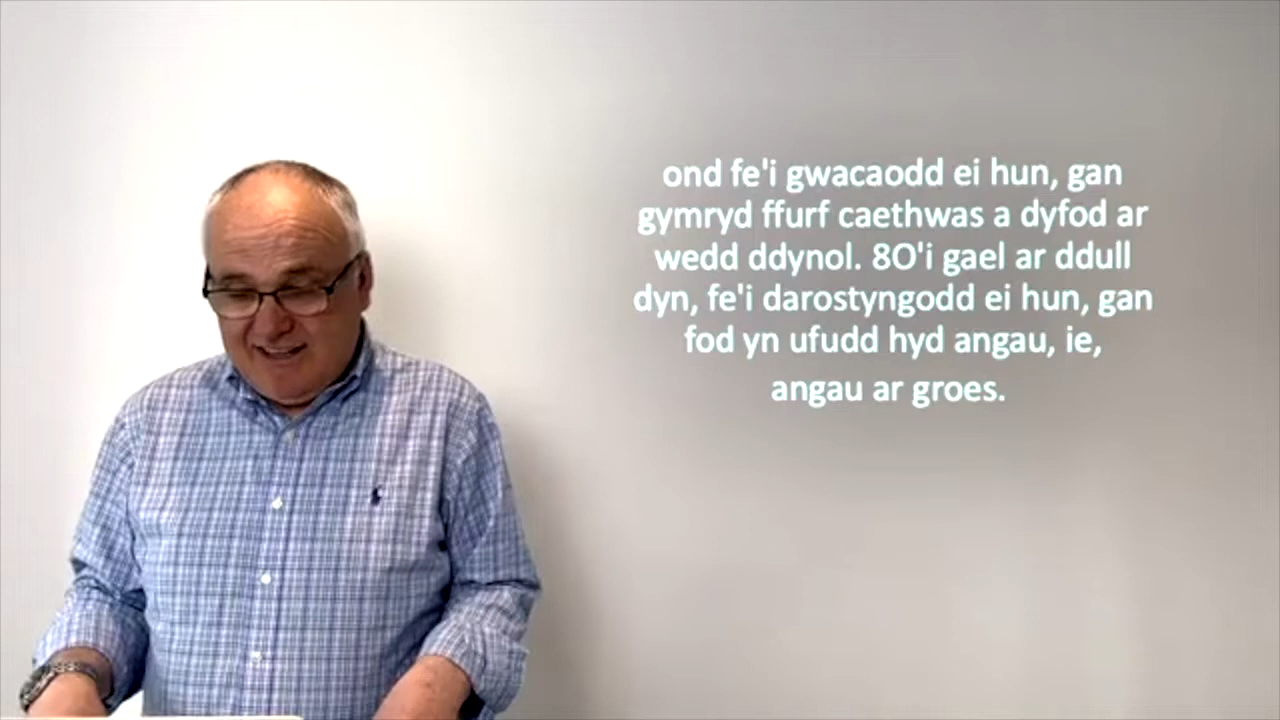 ond fe'i gwacaodd ei hun, gan
gymryd ffurf caethwas a dyfod ar
wedd ddynol. 8O'i gael ar ddull
dyn, fe'i darostyngodd ei hun, gan
fod yn ufudd hyd angau, ie,
angau ar groes.